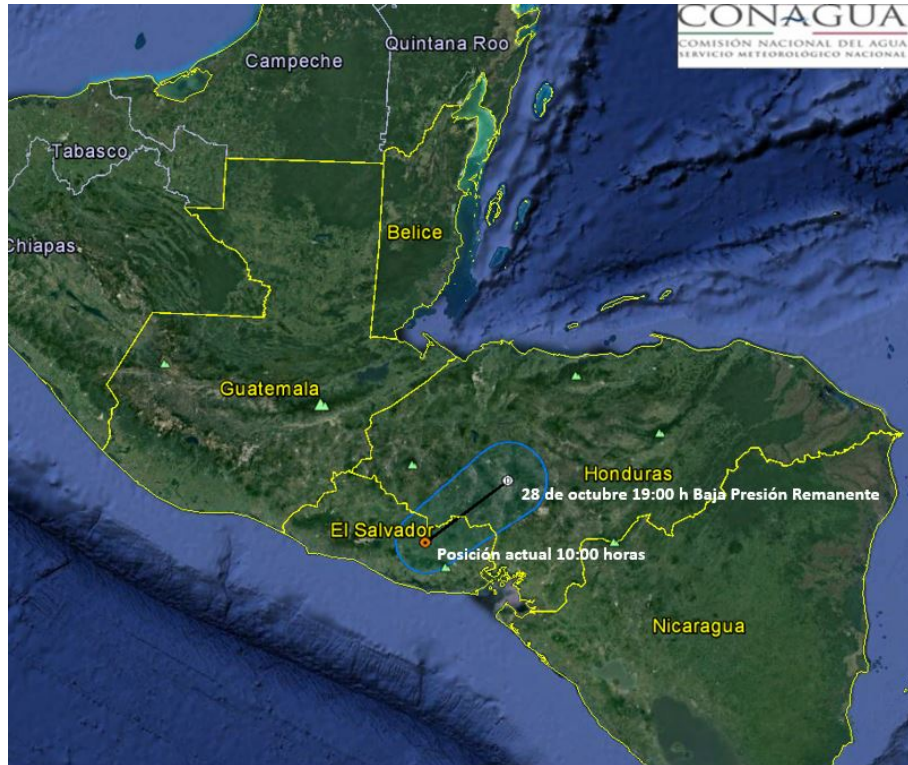 CONAGUA
COMISIÓN NACIONAL DEL AGUA
SERVICIO METEOROLÓGICO NACIONAL
Quintana Roo
Campeche
Tabasco
Belice
Chiapas
Guatemala
Honduras
28 de octubre 19:00 h Baja Presión Remanente
El Salvador
Posición actual 10:00 horas
Nicaragua